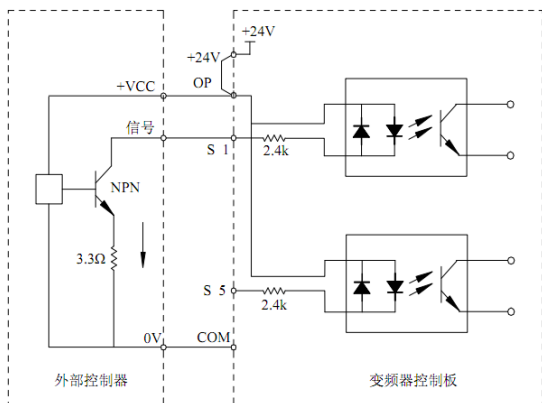 +24V
+24V
+VCC
OP
信号
S 1
2.4k
NPN
3.3Ω
S 5
2.4k
0V
COM
外部控制器
变频器控制板